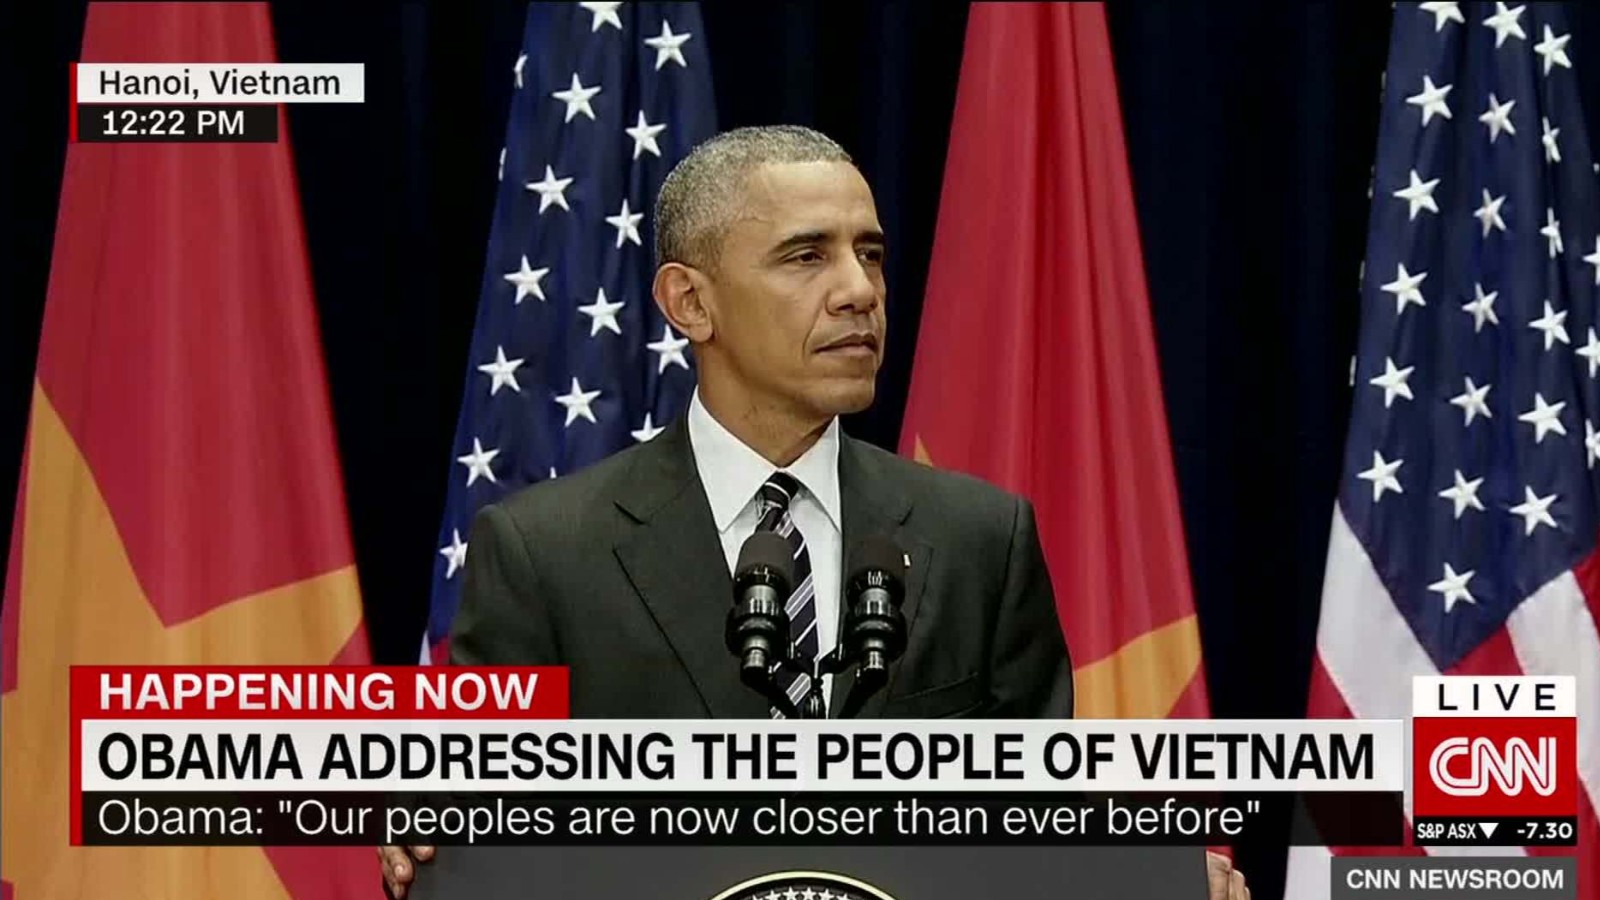 Hanoi, Vietnam
12:22 PM
HAPPENING NOW
OBAMA ADDRESSING THE PEOPLE OF VIETNAM
Obama: "Our peoples are now closer than ever before"
LIVE
CNN
S&P ASX▼ -7.30
CNN NEWSROOM